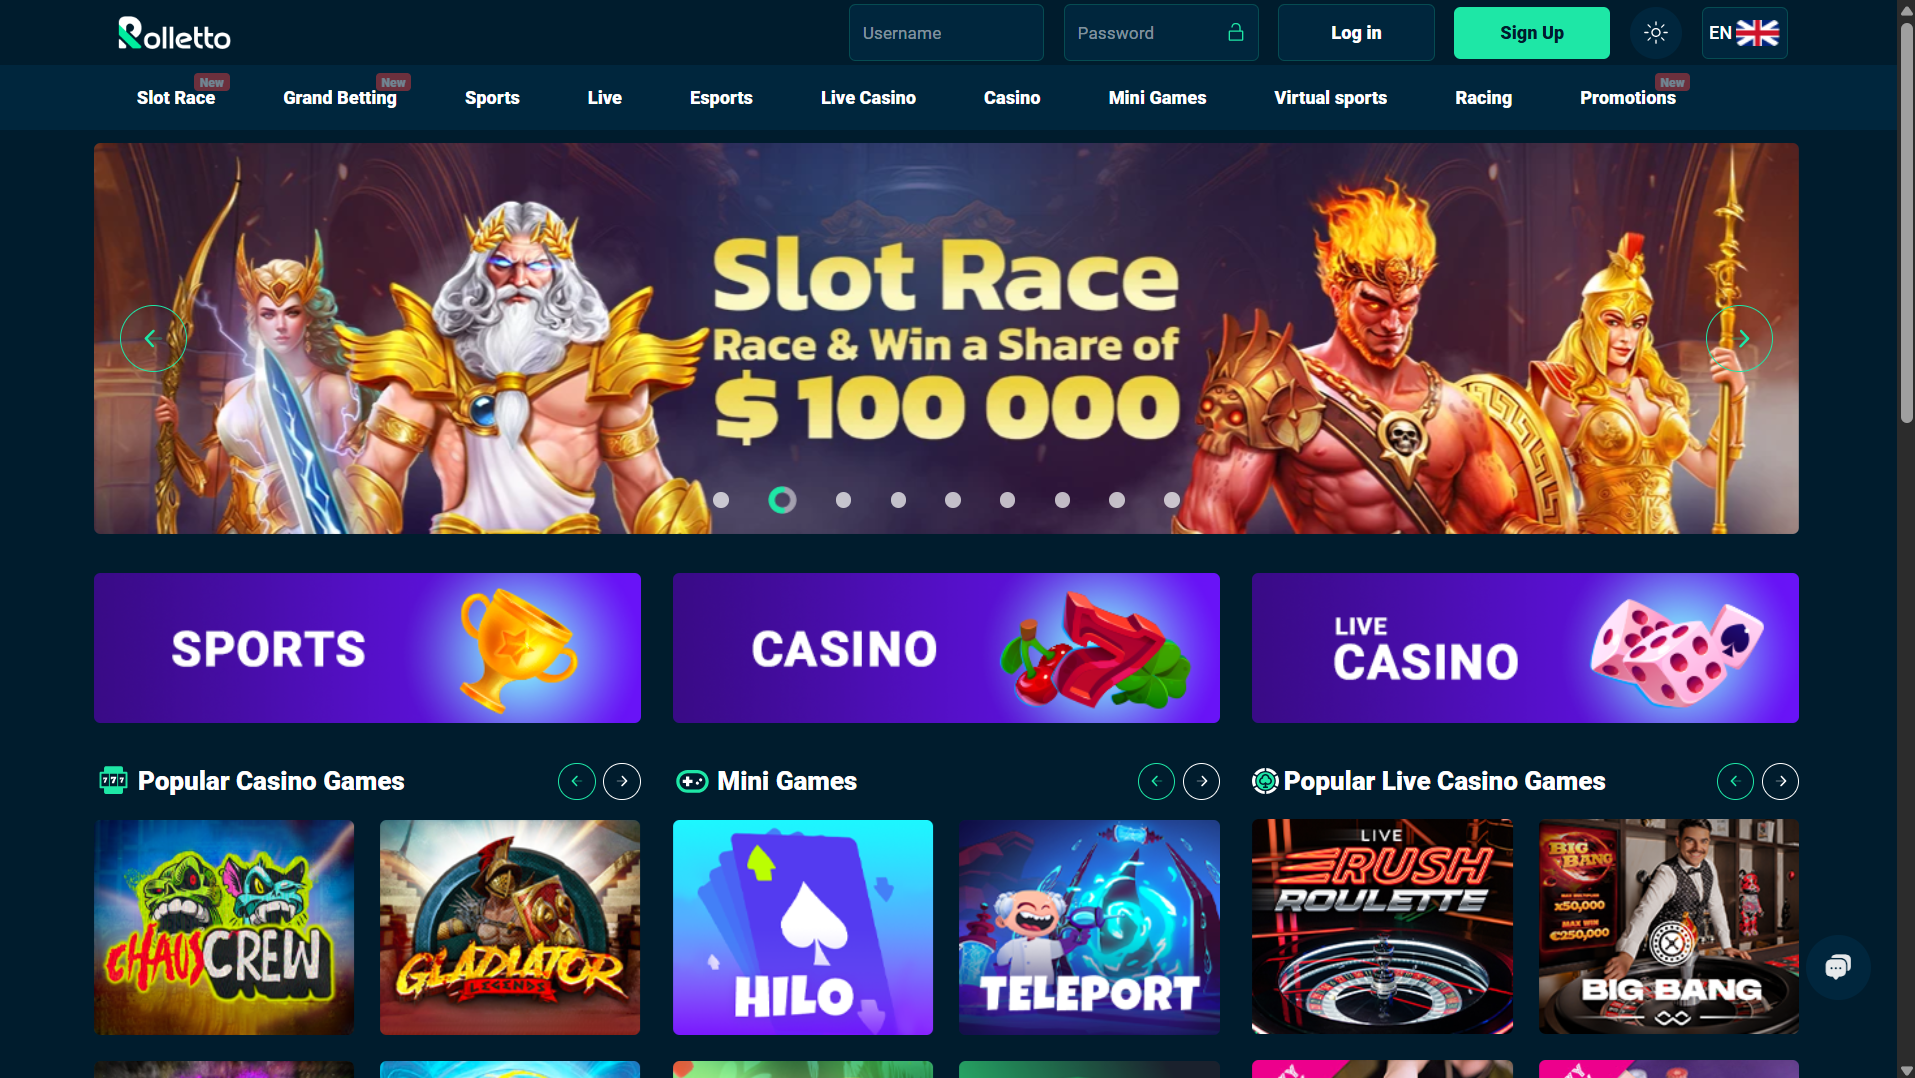 Rolletto
Username
Password
Log in
Sign Up
EN
Slot Race
New
Grand Betting
New
Sports
Live
Esports
Live Casino
Casino
Mini Games
Virtual sports
Racing
Promotions
New
Slot Race
Race & Win a Share of
$ 100 000
SPORTS
CASINO
LIVE
CASINO
Popular Casino Games
Mini Games
Popular Live Casino Games
CHAOS CREW
GLADIATOR
LEGENDS
HILO
TELEPORT
LIVE
RUSH
ROULETTE
BIG
BANG
MAX MULTIPLIER
x50,000
MAX WIN
€250,000
BIG BANG